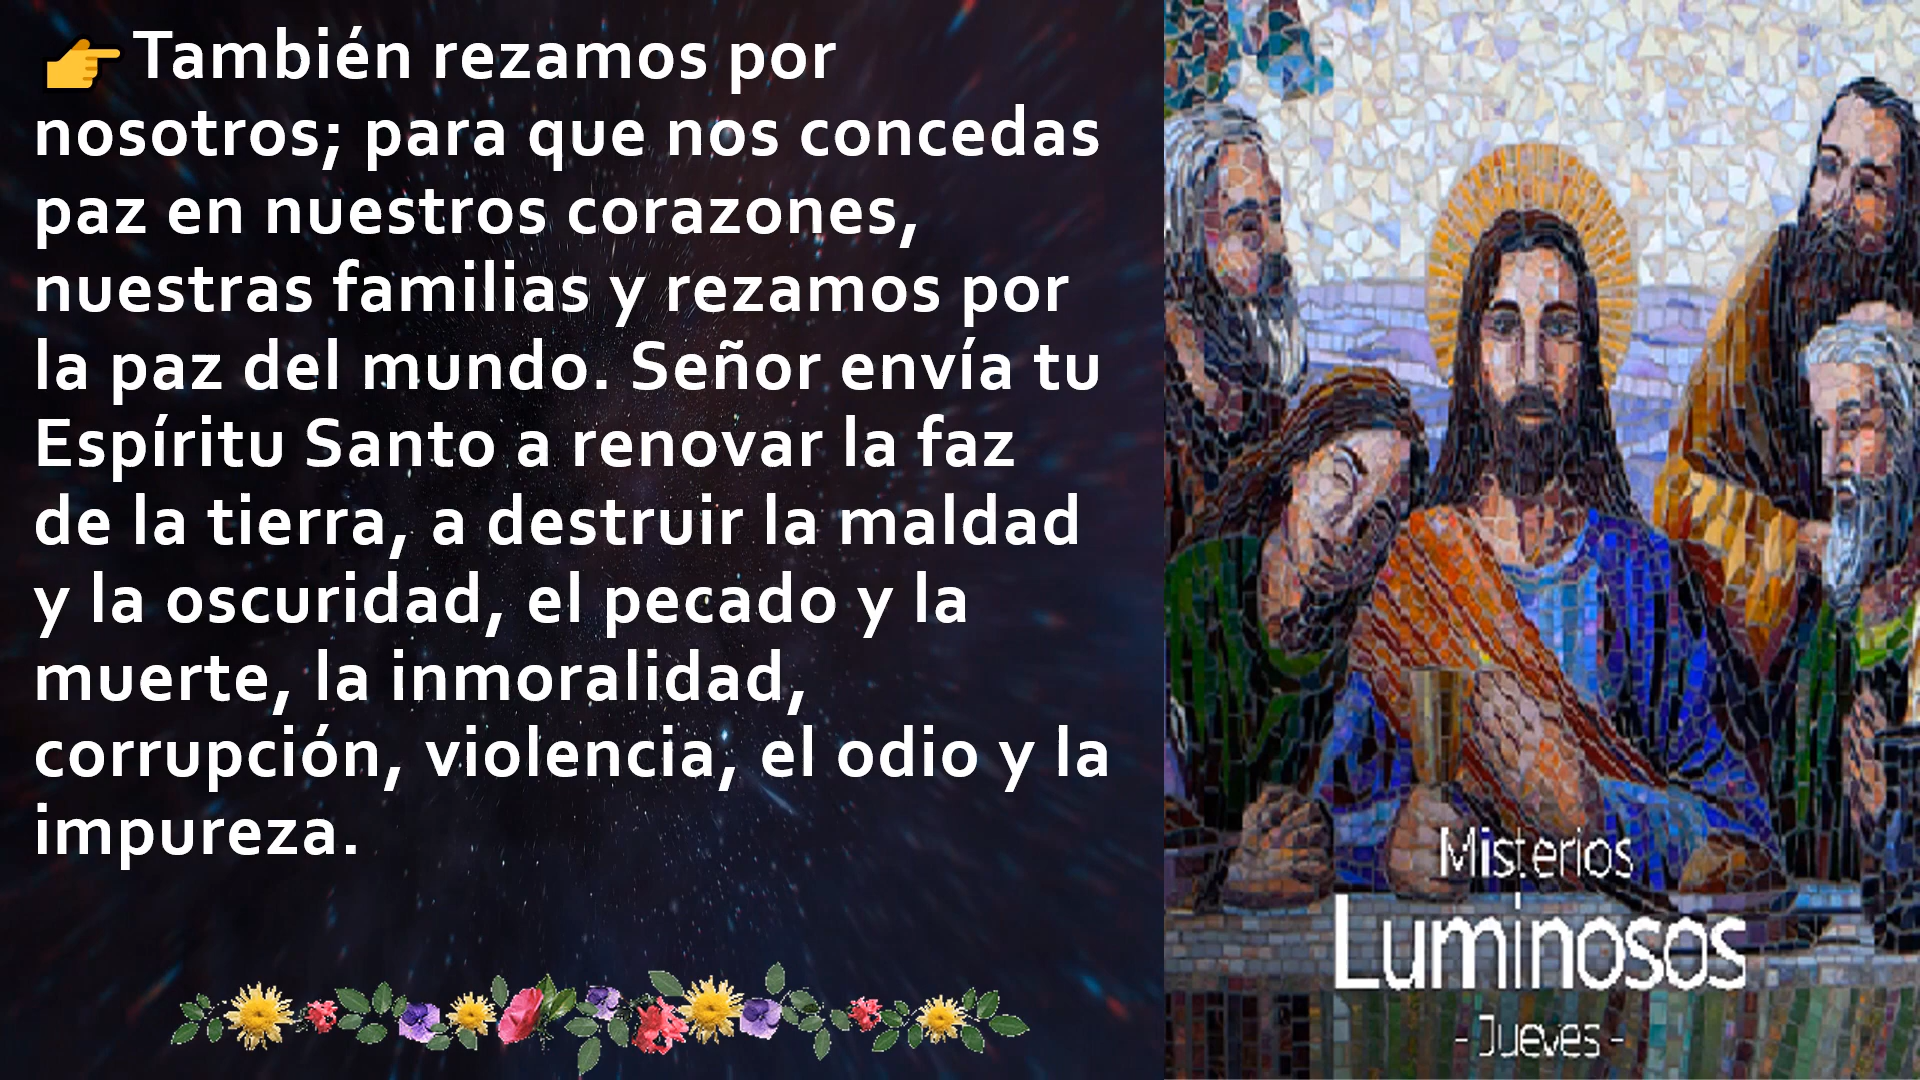 👉También rezamos por
nosotros; para que nos concedas
paz en nuestros corazones,
nuestras familias y rezamos por
la paz del mundo. Señor envía tu
Espíritu Santo a renovar la faz
de la tierra, a destruir la maldad
y la oscuridad, el pecado y la
muerte, la inmoralidad,
corrupción, violencia, el odio y la
impureza.
Misterios
Luminosos
- Jueves -